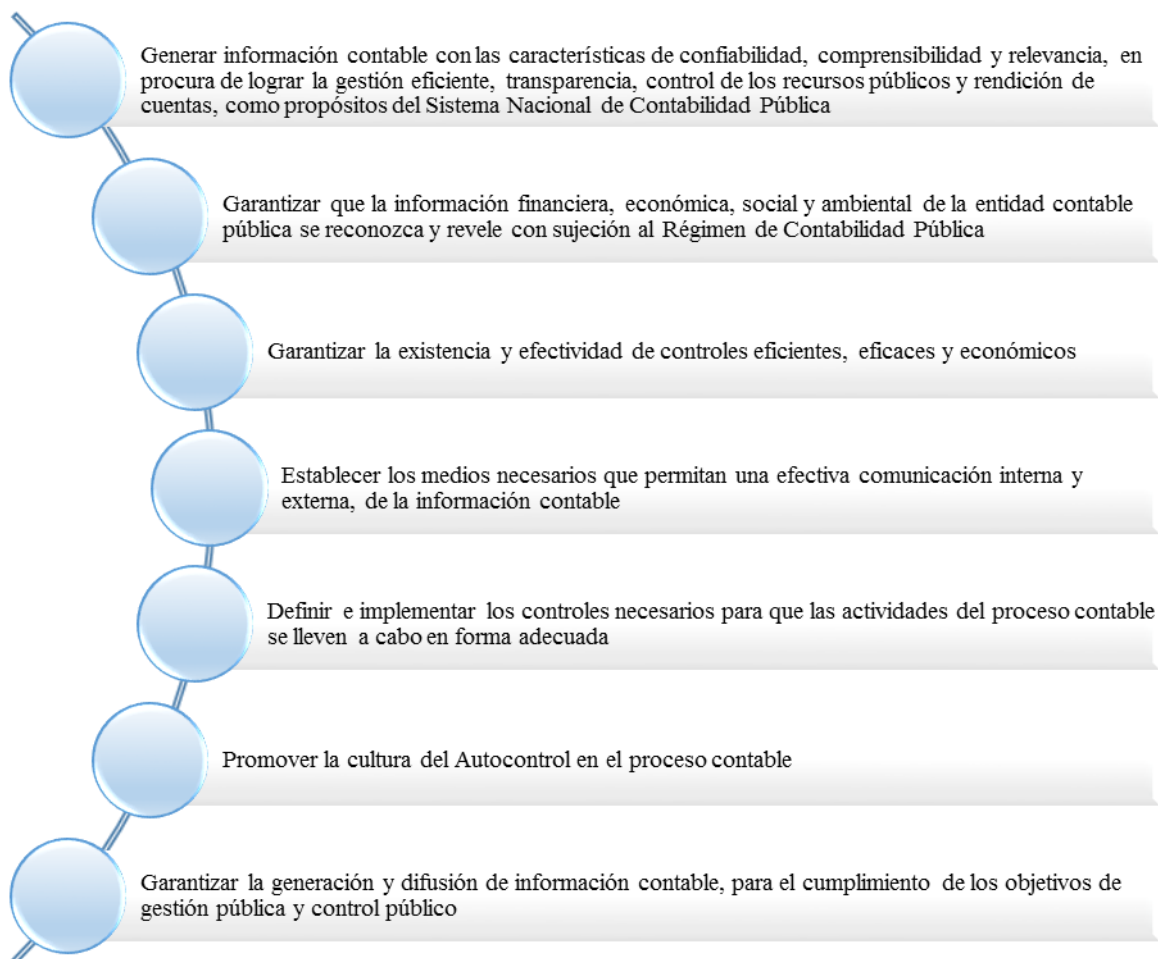 Generar información contable con las características de confiabilidad, comprensibilidad y relevancia, en
procura de lograr la gestión eficiente, transparencia, control de los recursos públicos y rendición de
cuentas, como propósitos del Sistema Nacional de Contabilidad Pública
Garantizar que la información financiera, económica, social y ambiental de la entidad contable
pública se reconozca y revele con sujeción al Régimen de Contabilidad Pública
Garantizar la existencia y efectividad de controles eficientes, eficaces y económicos
Establecer los medios necesarios que permitan una efectiva comunicación interna y
externa, de la información contable
Definir e implementar los controles necesarios para que las actividades del proceso contable
se lleven a cabo en forma adecuada
Promover la cultura del Autocontrol en el proceso contable
Garantizar la generación y difusión de información contable, para el cumplimiento de los objetivos de
gestión pública y control público